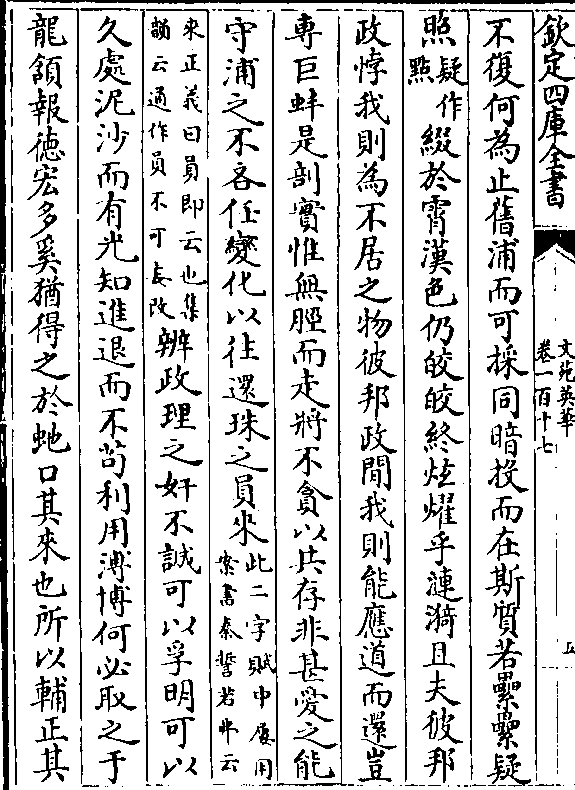 欽定四庫全書
文苑英華
卷一百十七
五
不復何為止舊浦而可採同暗投而在斯質若纍纍疑
照疑作點綴於霄漢色仍皎皎終炫耀乎漣漪且夫彼邦
政悖我則為不居之物彼邦政閒我則能應道而還豈
專巨蚌是剖實惟無脛而走將不貪以共存非甚愛之能
守浦之不吝任變化以往還珠之員來此二字賦中屢用案書秦誓若弗云
來正義曰員即云也集韻云通作員不可妄改辨政理之奸不誠可以孚明可以
久處泥沙而有光知進退而不苟利用溥博何必取之于
龍頷報徳宏多奚猶得之於虵口其來也所以輔正其